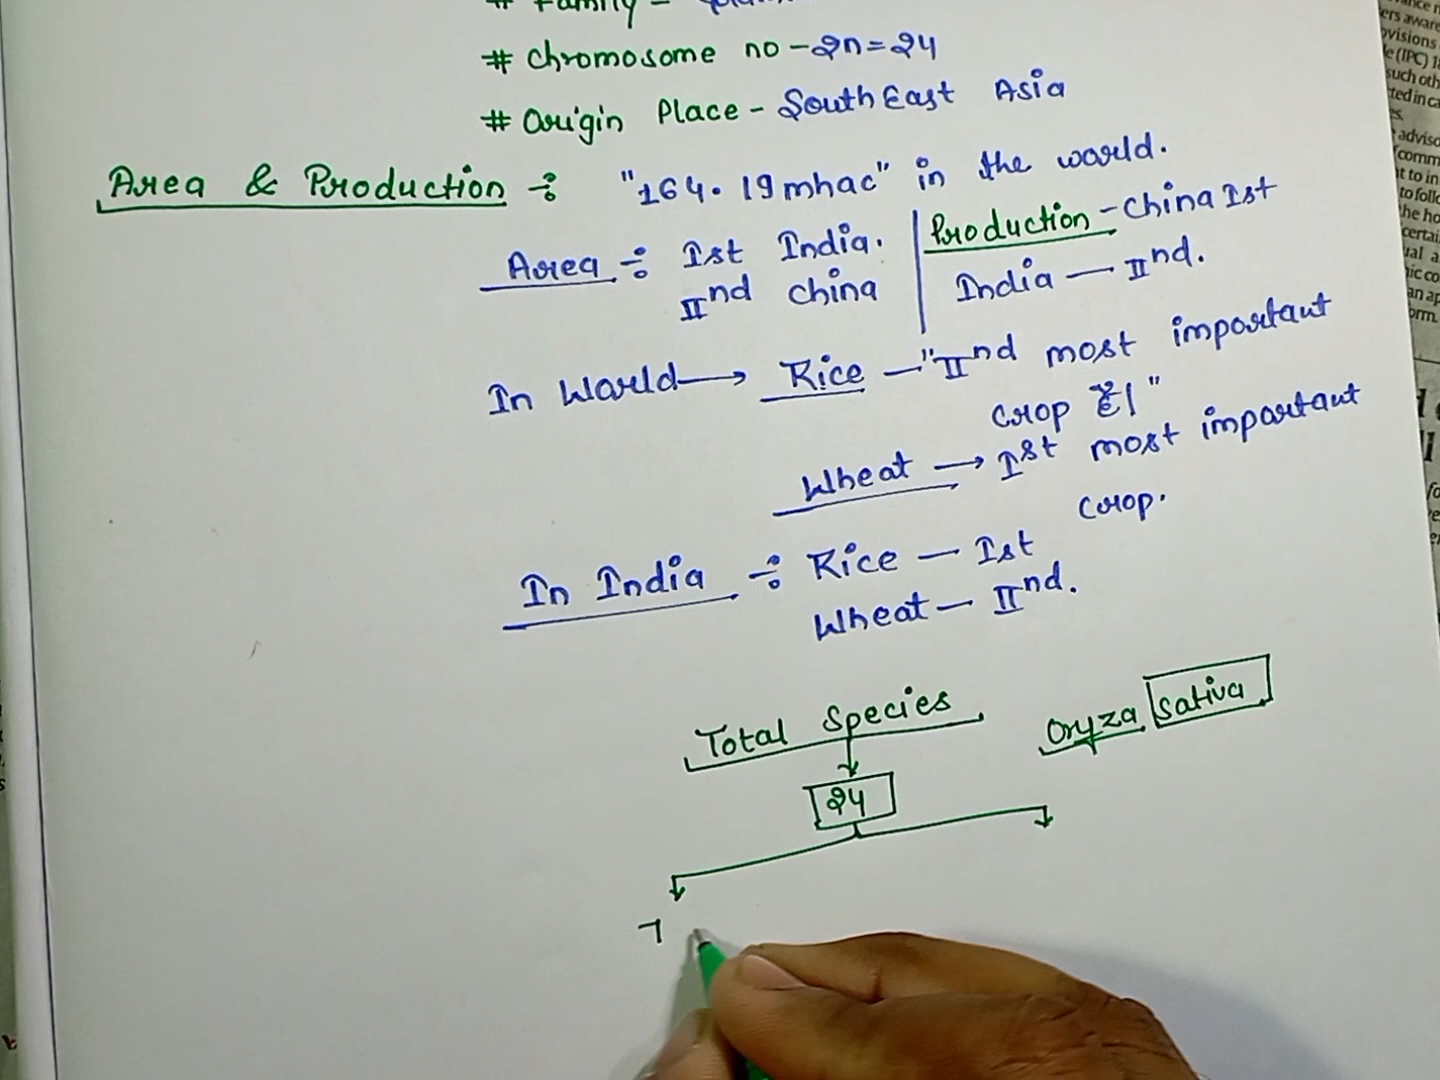 # Family -
# Chromosome no - 2n = 24
# Origin Place - South East Asia
Area & Production ÷ "164.19 mhac" in the world.
Area ÷ Ist India.
IInd china
Production - China Ist
India — IInd.
In World → Rice — "IInd most important
crop है।"
Wheat → Ist most important
crop.
In India ÷ Rice — Ist
Wheat — IInd.
Total Species
Oryza sativa
24